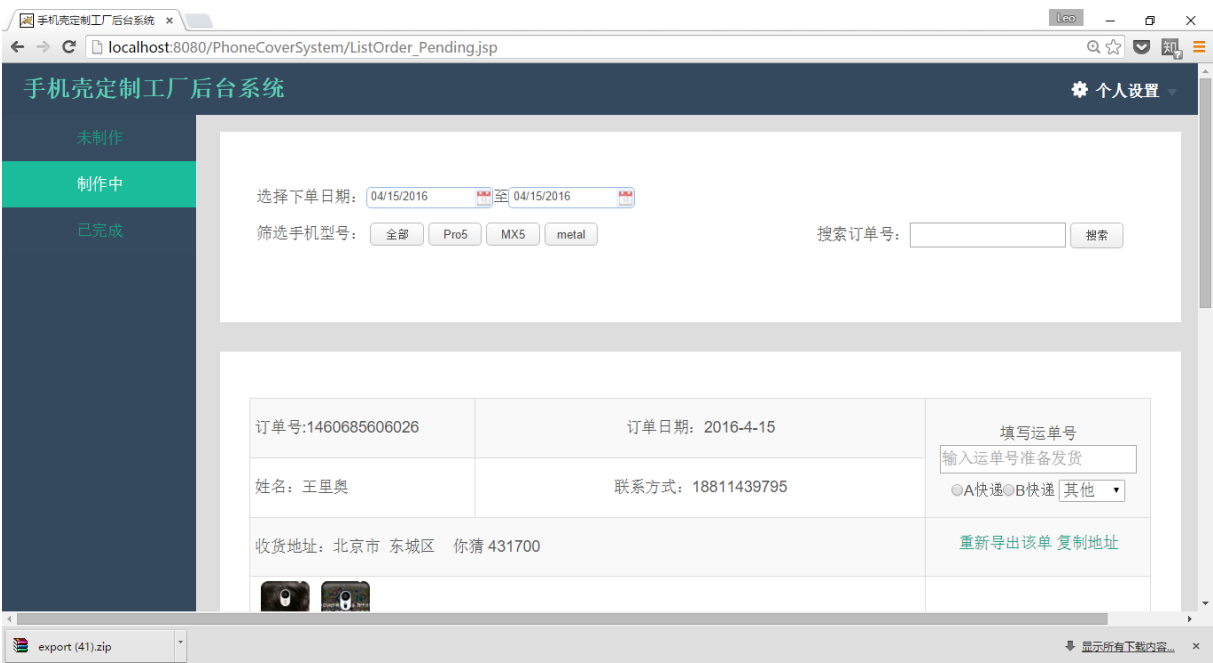 手机壳定制工厂后台系统
Leo
localhost:8080/PhoneCoverSystem/ListOrder_Pending.jsp
知
手机壳定制工厂后台系统
个人设置
未制作
制作中
已完成
选择下单日期： 04/15/2016 至 04/15/2016
筛选手机型号： 全部 Pro5 MX5 metal
搜索订单号： 搜索
订单号:1460685606026
订单日期：2016-4-15
填写运单号
输入运单号准备发货
A快递 B快递 其他
姓名：王里奥
联系方式：18811439795
收货地址：北京市 东城区 你猜 431700
重新导出该单 复制地址
export (41).zip
显示所有下载内容...